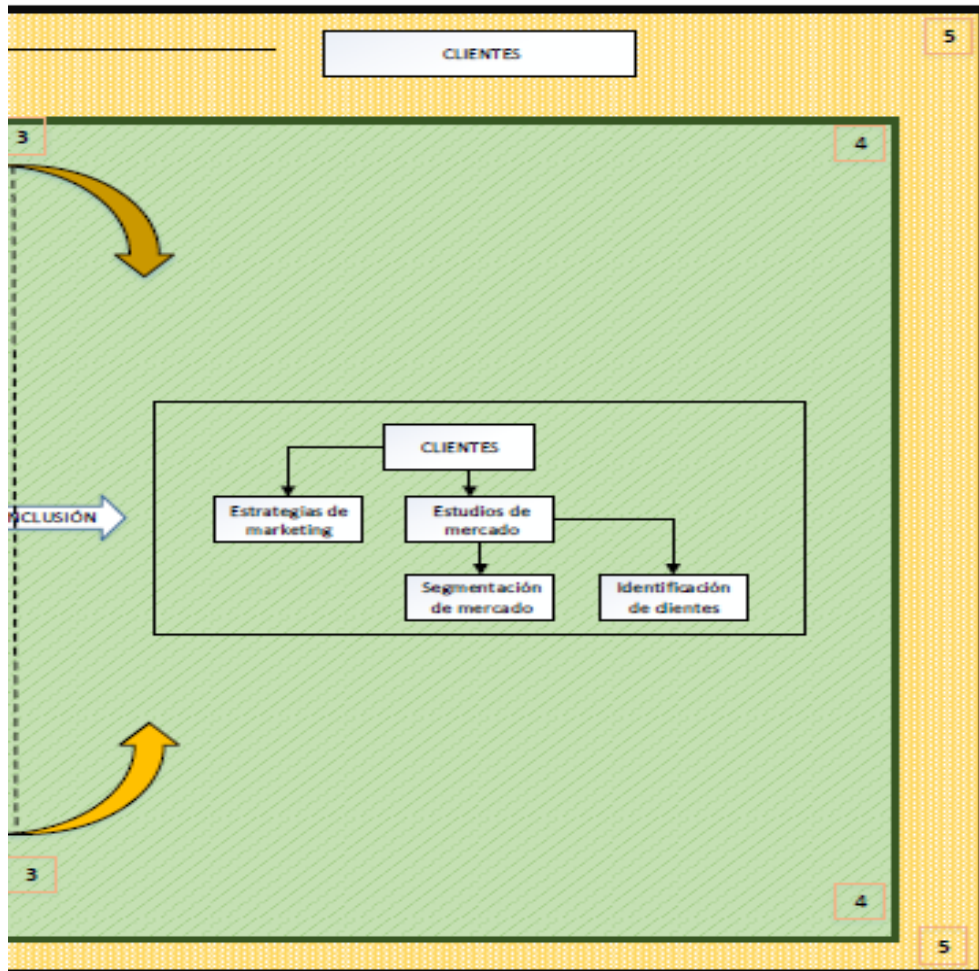 CLIENTES
5
3
4
CLIENTES
Estrategias de
marketing
Estudios de
mercado
NCLUSIÓN
Segmentación
de mercado
Identificación
de clientes
3
4
5